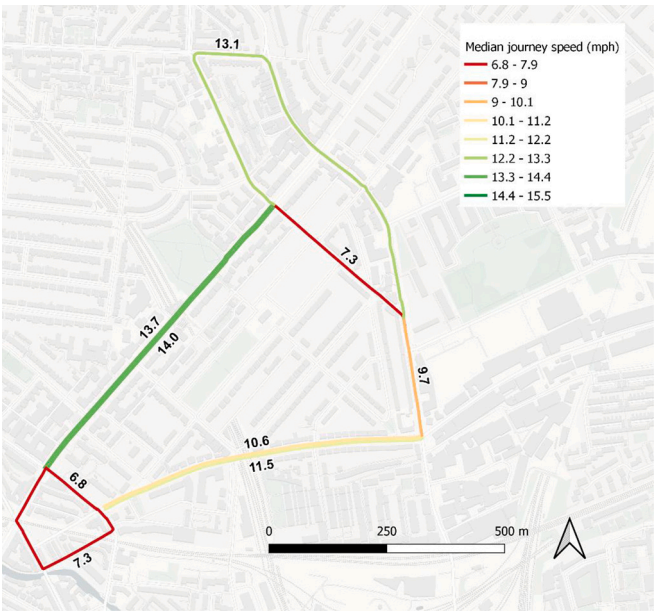 13.1
Median journey speed (mph)
6.8 - 7.9
7.9 - 9
9 - 10.1
10.1 - 11.2
11.2 - 12.2
12.2 - 13.3
13.3 - 14.4
14.4 - 15.5
7.3
13.7
14.0
9.7
10.6
11.5
6.8
7.3
0 250 500 m